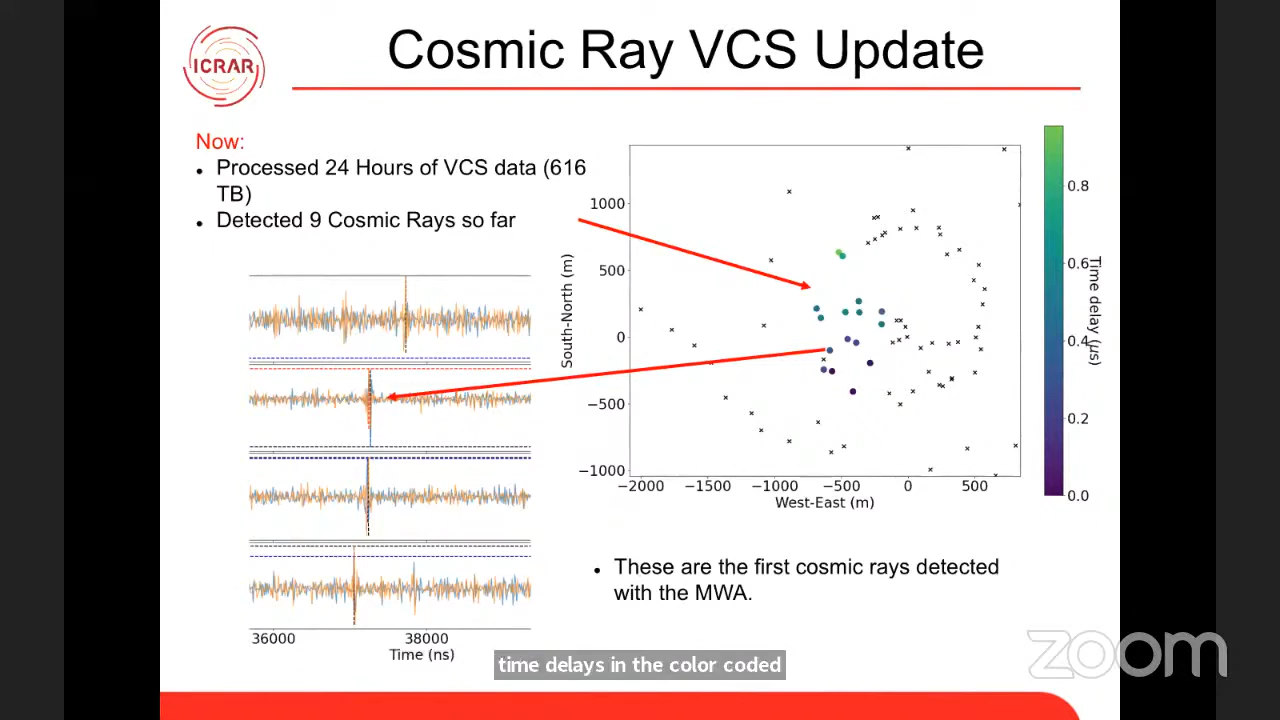 Cosmic Ray VCS Update
ICRAR
Now:
• Processed 24 Hours of VCS data (616
TB)
• Detected 9 Cosmic Rays so far
36000
38000
Time (ns)
South-North (m)
1000
500
0
−500
−1000
−2000
−1500
−1000
−500
0
500
West-East (m)
0.8
0.6
0.4
0.2
0.0
Time delay (μs)
• These are the first cosmic rays detected
with the MWA.
zoom
time delays in the color coded